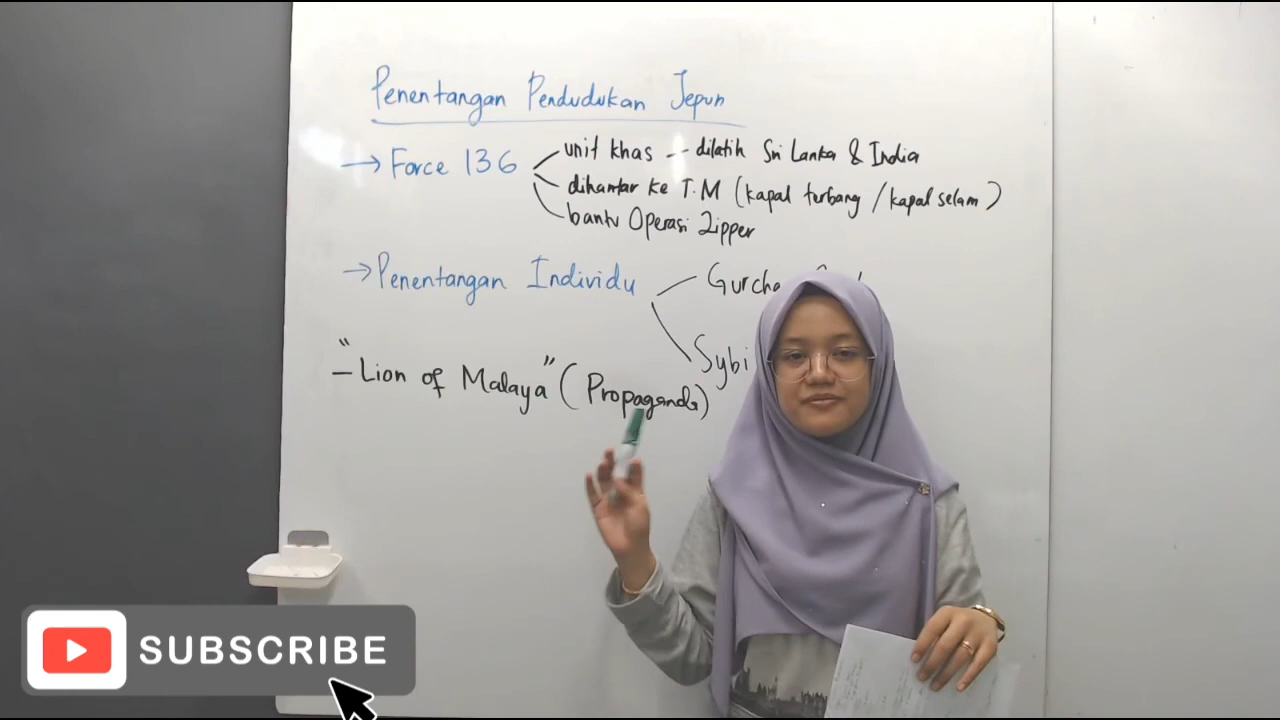 Penentangan Pendudukan Jepun
→ Force 136
unit khas -- dilatih Sri Lanka & India
dihantar ke T.M (kapal terbang / kapal selam)
bantu Operasi Zipper
→ Penentangan Individu
- "Lion of Malaya" (Propaganda)
SUBSCRIBE